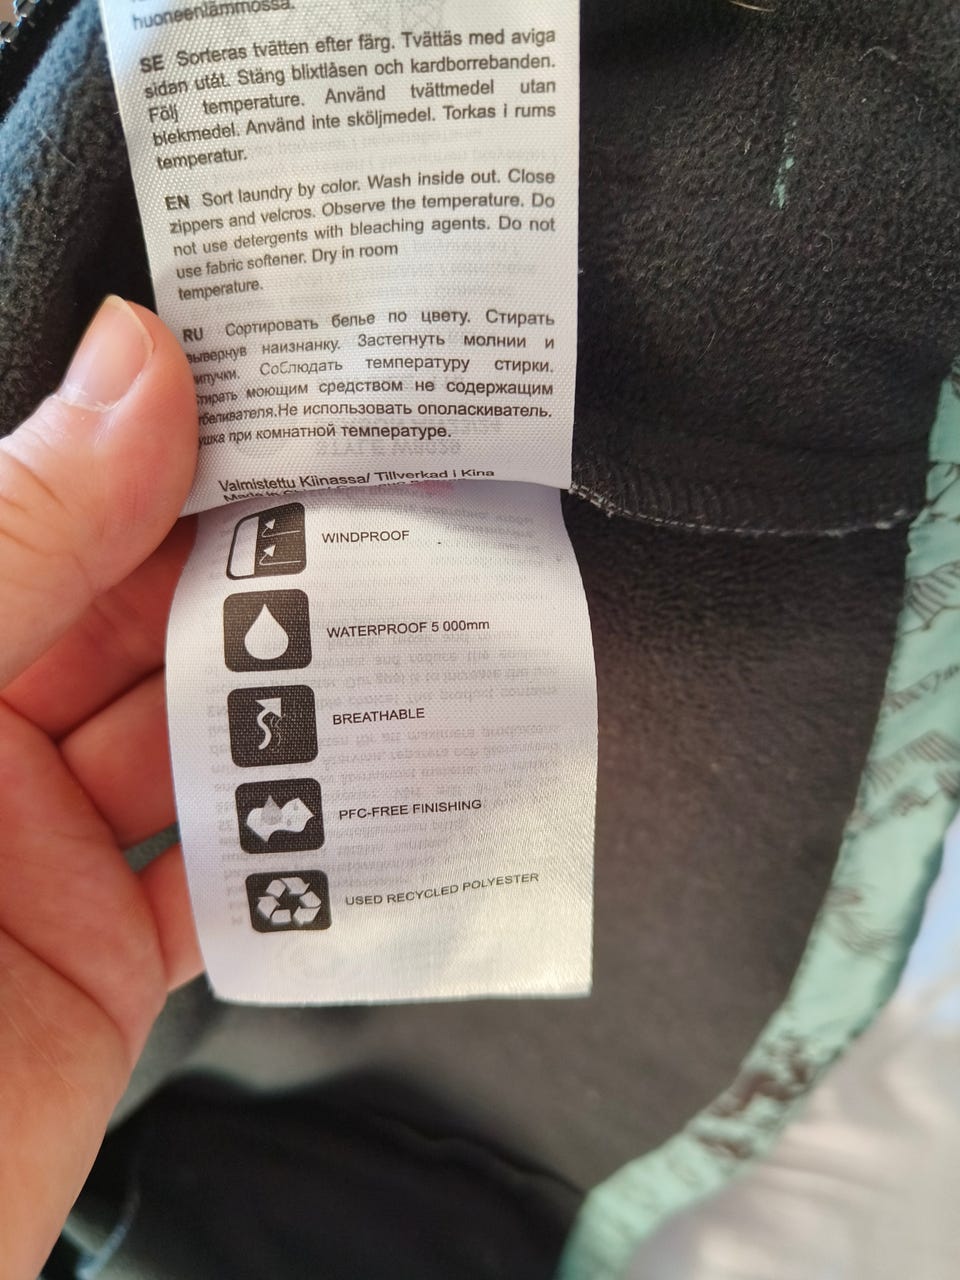 huoneenlämmössä.
SE Sorteras tvätten efter färg. Tvättäs med aviga
sidan utåt. Stäng blixtlåsen och kardborrebanden.
Följ temperature. Använd tvättmedel utan
blekmedel. Använd inte sköljmedel. Torkas i rums
temperatur.
EN Sort laundry by color. Wash inside out. Close
zippers and velcros. Observe the temperature. Do
not use detergents with bleaching agents. Do not
use fabric softener. Dry in room
temperature.
RU Сортировать белье по цвету. Стирать
вывернув наизнанку. Застегнуть молнии и
липучки. СоБлюдать температуру стирки.
моющим средством не содержащим
Не использовать ополаскиватель.
при комнатной температуре.
Valmistettu Kiinassa/ Tillverkad i Kina
WINDPROOF
WATERPROOF 5 000mm
BREATHABLE
PFC-FREE FINISHING
USED RECYCLED POLYESTER